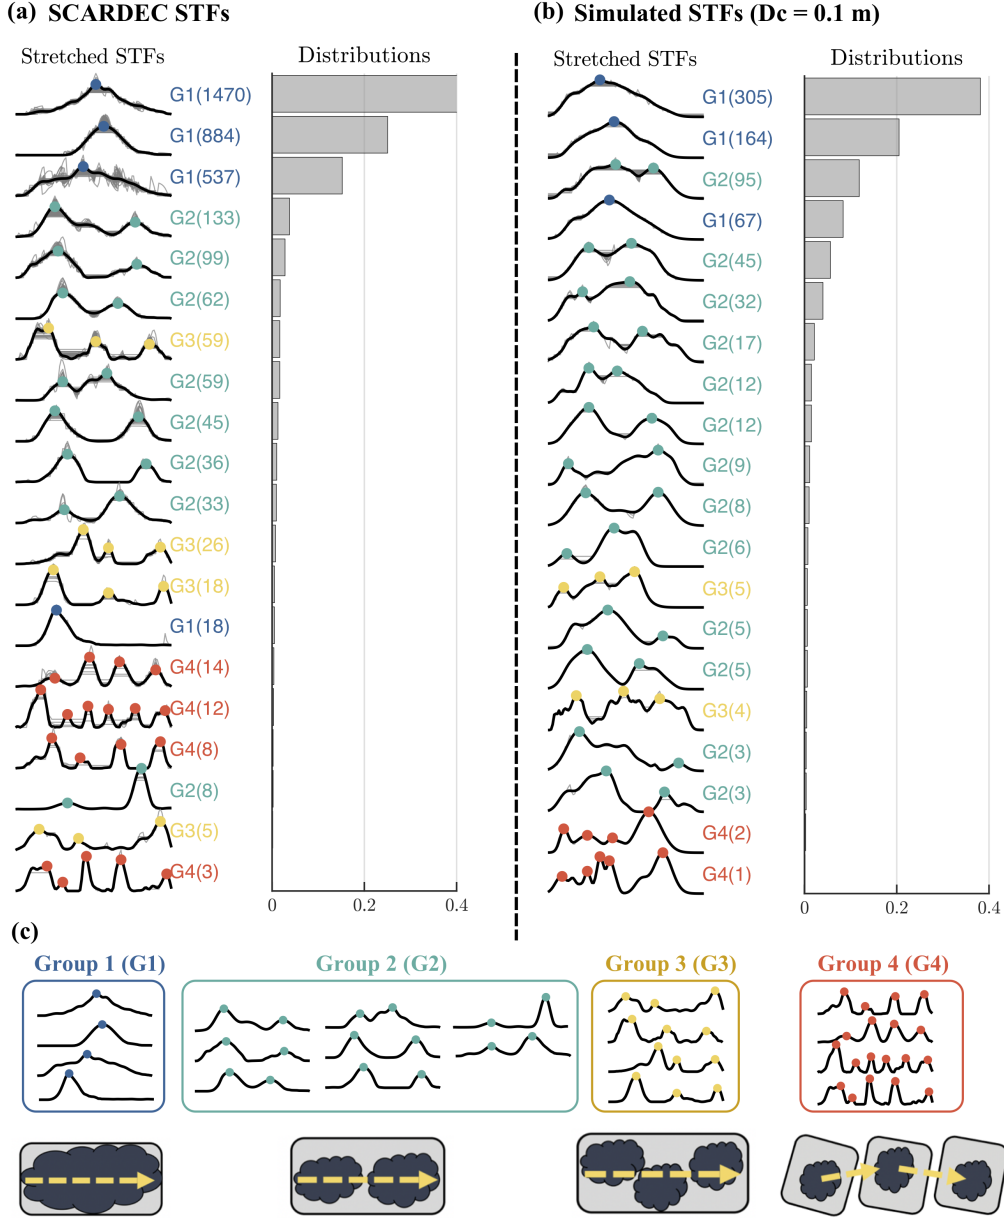 (a) SCARDEC STFs
Stretched STFs
Distributions
G1(1470)
G1(884)
G1(537)
G2(133)
G2(99)
G2(62)
G3(59)
G2(59)
G2(45)
G2(36)
G2(33)
G3(26)
G3(18)
G1(18)
G4(14)
G4(12)
G4(8)
G2(8)
G3(5)
G4(3)
0 0.2 0.4
(b) Simulated STFs (Dc = 0.1 m)
Stretched STFs
Distributions
G1(305)
G1(164)
G2(95)
G1(67)
G2(45)
G2(32)
G2(17)
G2(12)
G2(12)
G2(9)
G2(8)
G2(6)
G3(5)
G2(5)
G2(5)
G3(4)
G2(3)
G2(3)
G4(2)
G4(1)
0 0.2 0.4
(c)
Group 1 (G1)
Group 2 (G2)
Group 3 (G3)
Group 4 (G4)